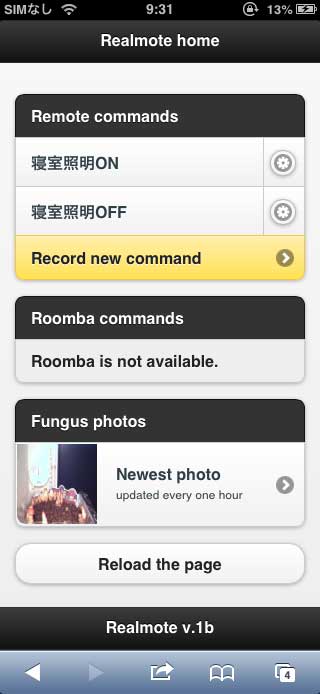 SIMなし 9:31 13%
Realmote home
Remote commands
寝室照明ON
寝室照明OFF
Record new command
Roomba commands
Roomba is not available.
Fungus photos
Newest photo
updated every one hour
Reload the page
Realmote v.1b
4